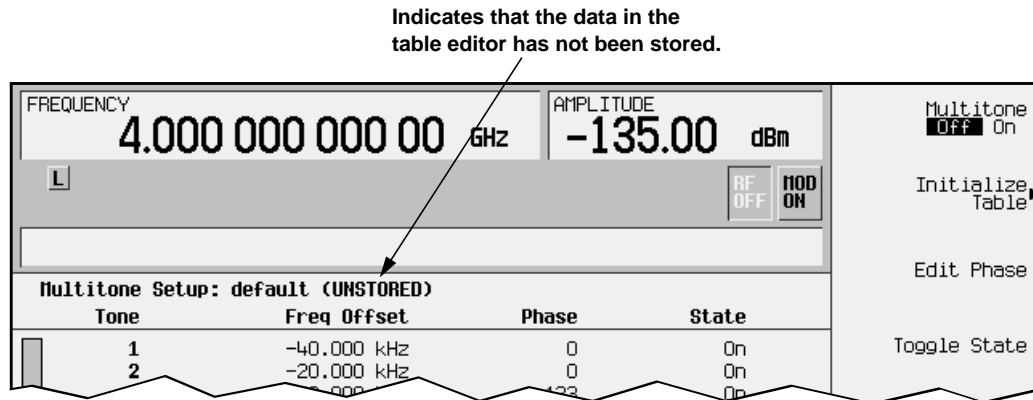 Indicates that the data in the
table editor has not been stored.
FREQUENCY
4.000 000 000 00 GHz
AMPLITUDE
-135.00 dBm
L
RF
OFF
MOD
ON
Multitone
Off On
Initialize
Table
Edit Phase
Toggle State
Multitone Setup: default (UNSTORED)
Tone Freq Offset Phase State
1 -40.000 kHz 0 On
2 -20.000 kHz 0 On
On